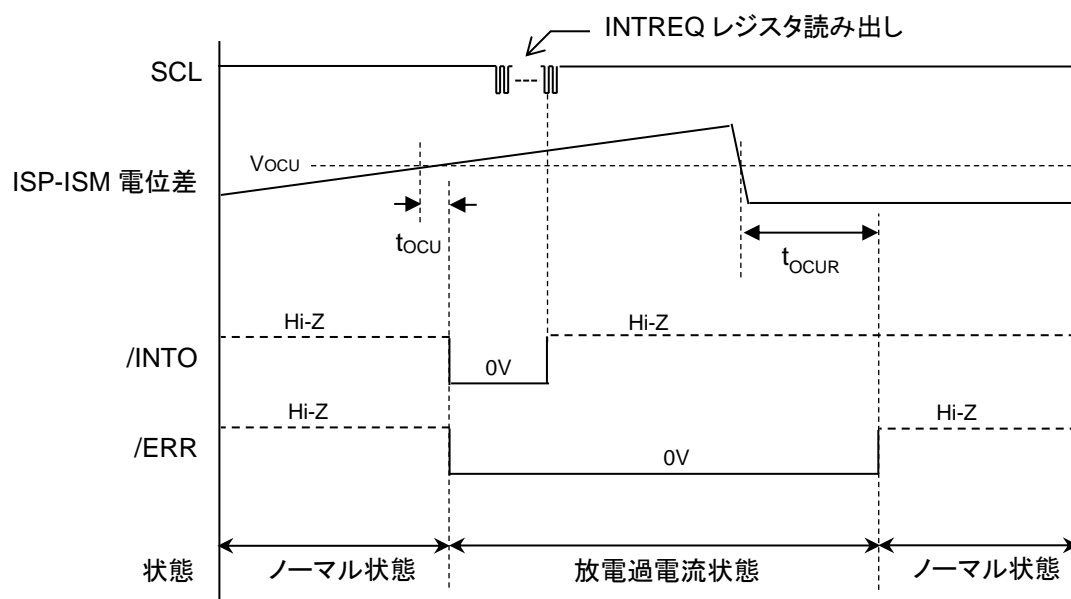 INTREQ レジスタ読み出し
SCL
VOCU
ISP-ISM 電位差
tOCU
tOCUR
Hi-Z
Hi-Z
/INTO
0V
Hi-Z
Hi-Z
/ERR
0V
状態
ノーマル状態
放電過電流状態
ノーマル状態